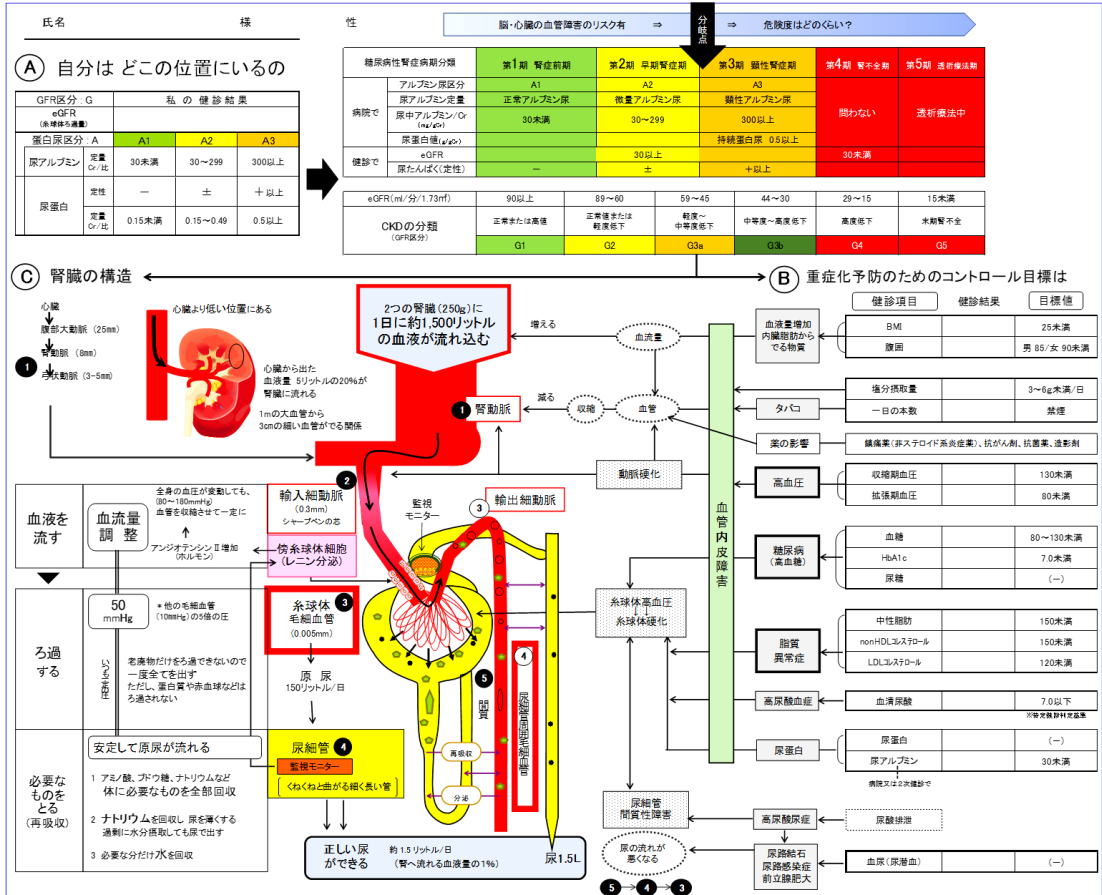 氏名 様 性
脳・心臓の血管障害のリスク有 ⇒ 分岐点 ⇒ 危険度はどのくらい？
A 自分は どこの位置にいるの
GFR区分：G 私 の 健診結果
eGFR
(糸球体ろ過量)
蛋白尿区分：A A1 A2 A3
尿アルブミン 定量 Cr/比 30未満 30～299 300以上
尿蛋白 定性 － ± ＋以上
定量 Cr/比 0.15未満 0.15～0.49 0.5以上
糖尿病性腎症病期分類 第1期 腎症前期 第2期 早期腎症期 第3期 顕性腎症期 第4期 腎不全期 第5期 透析療法期
病院で アルブミン尿区分 A1 A2 A3 問わない 透析療法中
尿アルブミン定量 正常アルブミン尿 微量アルブミン尿 顕性アルブミン尿
尿中アルブミン/Cr (mg/gCr) 30未満 30～299 300以上
尿蛋白値(g/gCr) 持続蛋白尿 0.5以上
健診で eGFR 30以上 30未満
尿たんぱく(定性) － ± ＋以上
eGFR(ml/分/1.73㎡) 90以上 89～60 59～45 44～30 29～15 15未満
CKDの分類
(GFR区分)
正常または高値 正常値または軽度低下 軽度～中等度低下 中等度～高度低下 高度低下 末期腎不全
G1 G2 G3a G3b G4 G5
C 腎臓の構造
心臓
腹部大動脈 (25mm)
腎動脈 (8mm)
1
弓状動脈 (3-5mm)
心臓より低い位置にある
心臓から出た
血液量 5リットルの20%が
腎臓に流れる
1mの大血管から
3cmの細い血管がでる関係
2つの腎臓(250g)に
1日に約1,500リットル
の血液が流れ込む
増える 血流量
1 腎動脈 減る 収縮 血管
動脈硬化
2
輸入細動脈
(0.3mm)
シャープペンの芯
傍糸球体細胞
(レニン分泌)
監視
モニター
3 輸出細動脈
血液を
流す
血流量
調整
全身の血圧が変動しても、
(80～180mmHg)
血管を収縮させて一定に
アンジオテンシンⅡ増加
(ホルモン)
ろ過
する
50
mmHg
いつも一定の圧
＊他の毛細血管
(10mmHg)の5倍の圧
老廃物だけをろ過できないので
一度全てを出す
ただし、蛋白質や赤血球などは
ろ過されない
糸球体 3
毛細血管
(0.005mm)
原 尿
150リットル/日
必要な
ものを
とる
(再吸収)
安定して原尿が流れる
1 アミノ酸、ブドウ糖、ナトリウムなど
体に必要なものを全部回収
2 ナトリウムを回収し 尿を薄くする
過剰に水分摂取しても尿で出す
3 必要な分だけ水を回収
尿細管 4
監視モニター
くねくねと曲がる細く長い管
正しい尿
ができる
約1.5リットル/日
(腎へ流れる血液量の1%)
尿1.5L
5
間質
再吸収
分泌
4
尿細管周囲毛細血管
糸球体高血圧
↓ ↓
糸球体硬化
尿細管
間質性障害
尿の流れが
悪くなる
5 → 4 → 3
血管内皮障害
B 重症化予防のためのコントロール目標は
健診項目 健診結果 目標値
血液量増加
内臓脂肪から
でる物質
BMI 25未満
腹囲 男 85/女 90未満
塩分摂取量 3～6g未満/日
タバコ 一日の本数 禁煙
薬の影響 鎮痛薬(非ステロイド系炎症薬)、抗がん剤、抗菌薬、造影剤
高血圧 収縮期血圧 130未満
拡張期血圧 80未満
糖尿病
(高血糖)
血糖 80～130未満
HbA1c 7.0未満
尿糖 (－)
脂質
異常症
中性脂肪 150未満
nonHDLコレステロール 150未満
LDLコレステロール 120未満
高尿酸血症 血清尿酸 7.0以下
※特定健診判定基準
尿蛋白 尿蛋白 (－)
尿アルブミン 30未満
病院又は2次健診で
高尿酸尿症 尿酸排泄
尿路結石
尿路感染症
前立腺肥大
血尿(尿潜血) (－)